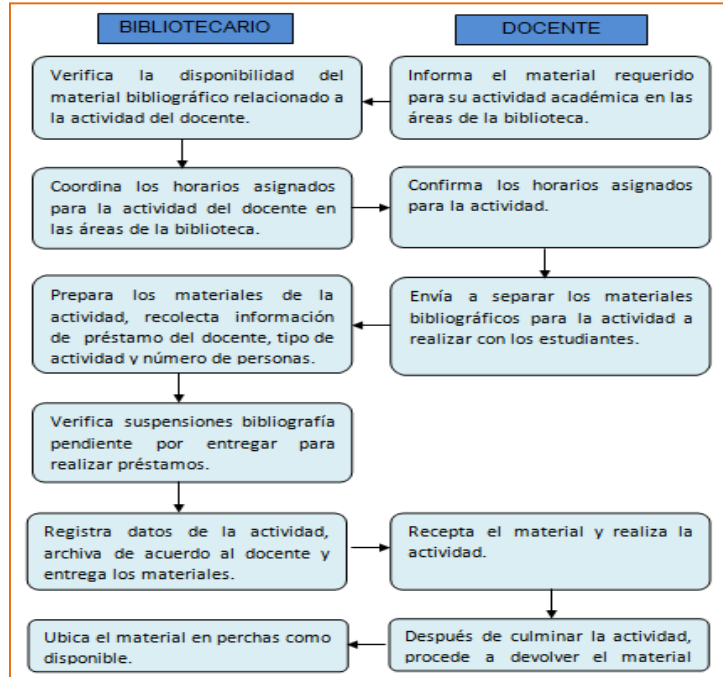 BIBLIOTECARIO
DOCENTE
Verifica la disponibilidad del
material bibliográfico relacionado a
la actividad del docente.
Informa el material requerido
para su actividad académica en las
áreas de la biblioteca.
Coordina los horarios asignados
para la actividad del docente en
las áreas de la biblioteca.
Confirma los horarios asignados
para la actividad.
Envía a separar los materiales
bibliográficos para la actividad a
realizar con los estudiantes.
Prepara los materiales de la
actividad, recolecta información
de préstamo del docente, tipo de
actividad y número de personas.
Verifica suspensiones bibliografía
pendiente por entregar para
realizar préstamos.
Registra datos de la actividad,
archiva de acuerdo al docente y
entrega los materiales.
Recepta el material y realiza la
actividad.
Después de culminar la actividad,
procede a devolver el material
Ubica el material en perchas como
disponible.